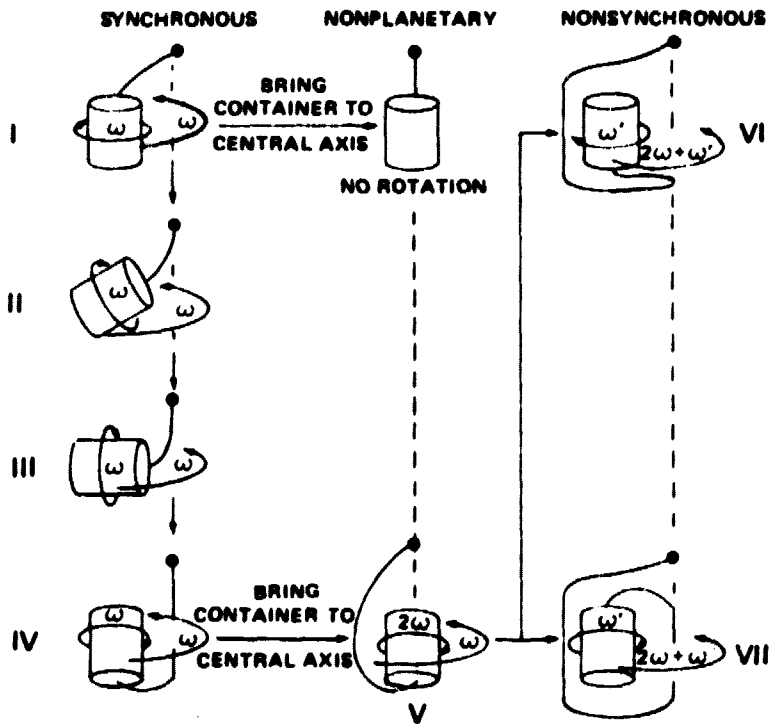 SYNCHRONOUS
NONPLANETARY
NONSYNCHRONOUS
I
ω
ω
BRING
CONTAINER TO
CENTRAL AXIS
NO ROTATION
ω'
2ω+ω'
VI
II
ω
ω
III
ω
ω
IV
ω
ω
BRING
CONTAINER TO
CENTRAL AXIS
2ω
ω
V
ω'
2ω+ω
VII